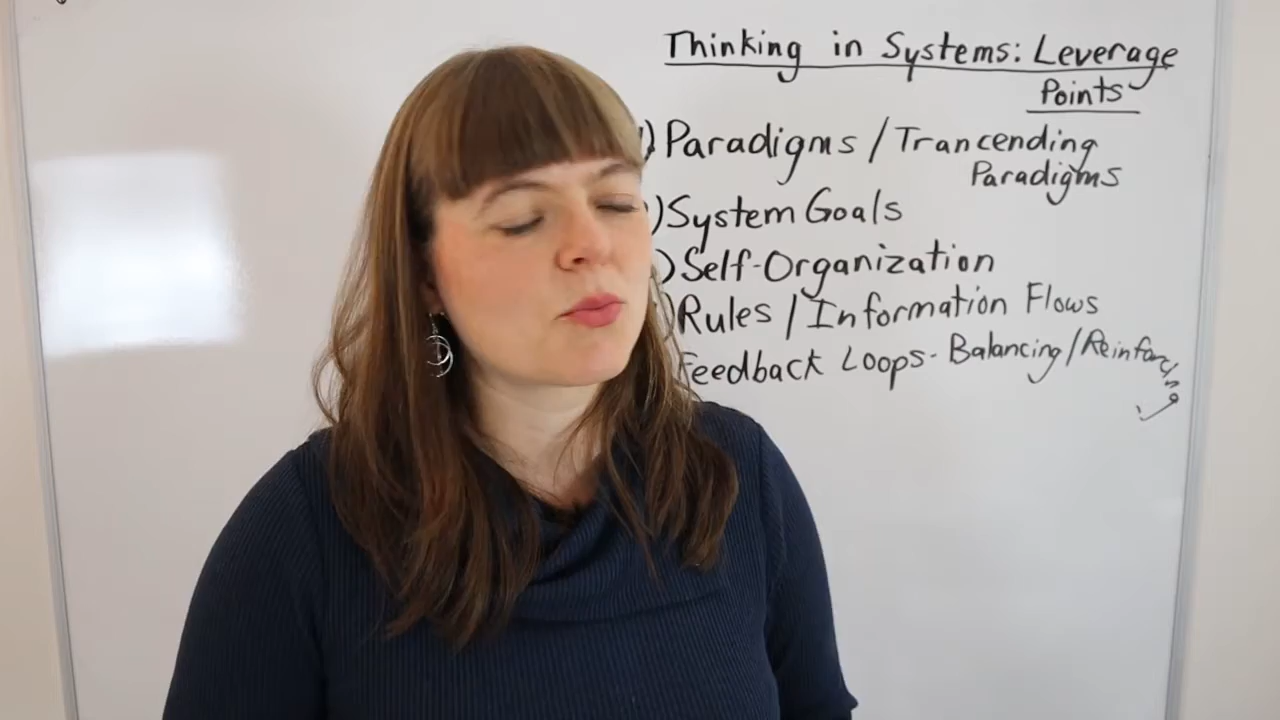 Thinking in Systems: Leverage
Points
1) Paradigms / Trancending
Paradigms
) System Goals
) Self-Organization
) Rules / Information Flows
Feedback Loops - Balancing / Reinforcing